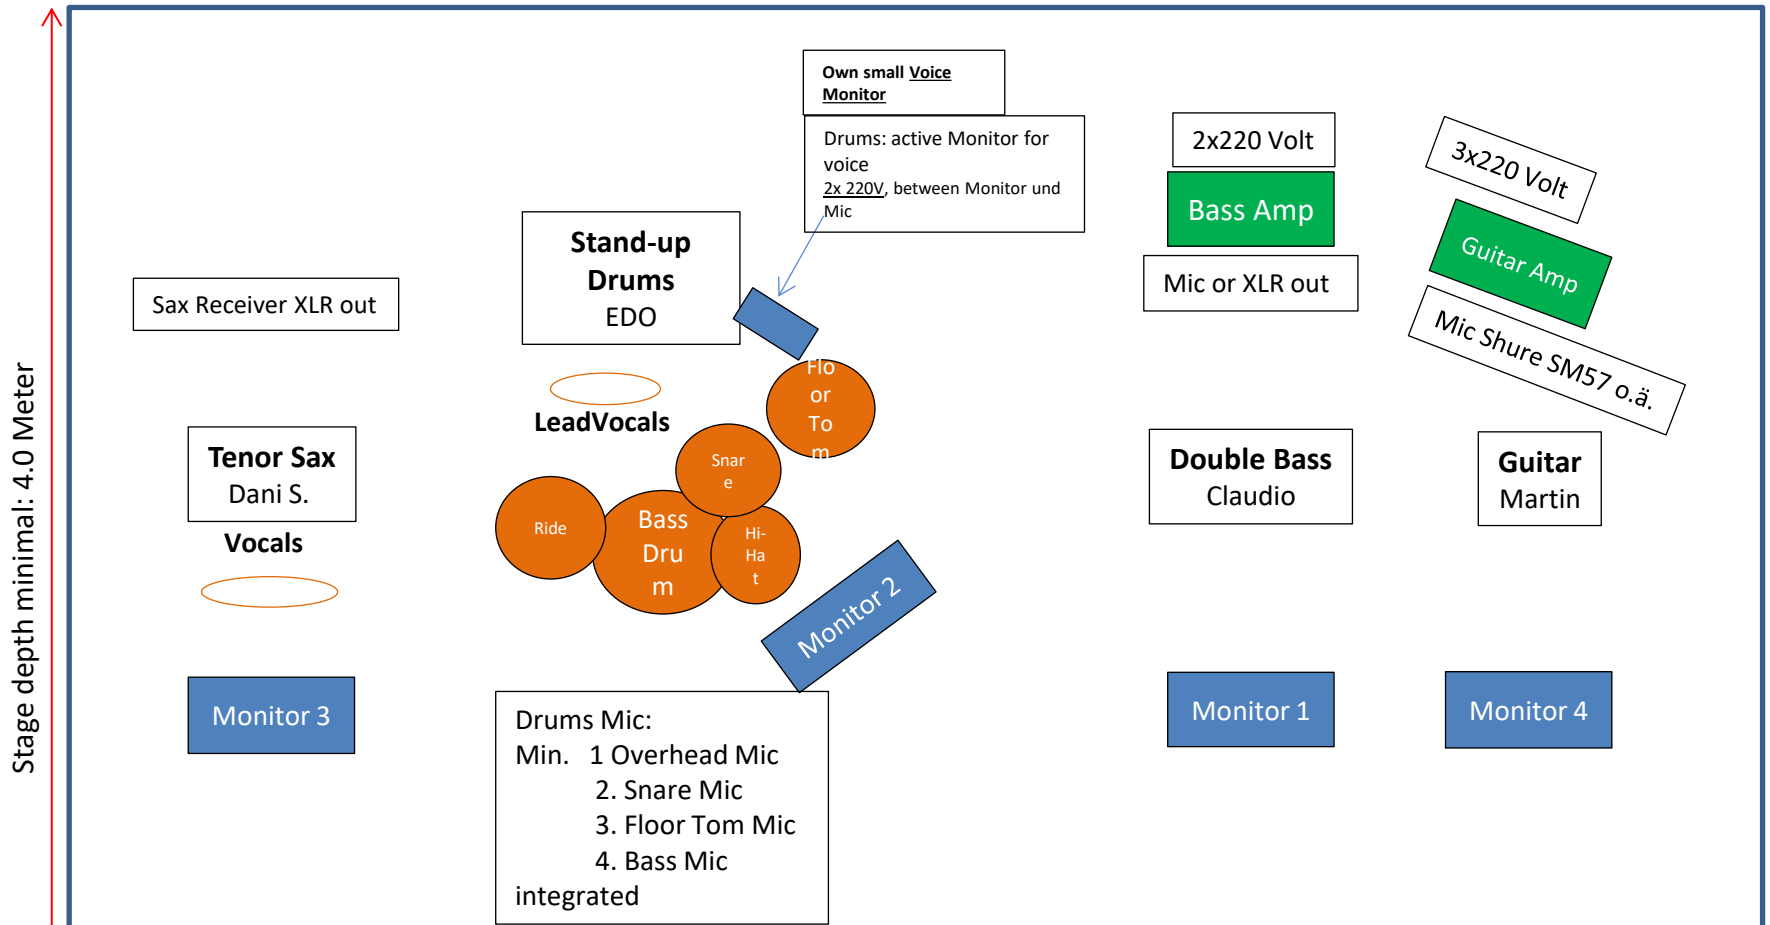 Stage depth minimal: 4.0 Meter
Own small Voice
Monitor
Drums: active Monitor for
voice
2x 220V, between Monitor und
Mic
2x220 Volt
Bass Amp
Mic or XLR out
3x220 Volt
Guitar Amp
Mic Shure SM57 o.ä.
Stand-up
Drums
EDO
Sax Receiver XLR out
LeadVocals
Flo
or
To
m
Snar
e
Ride
Bass
Dru
m
Hi-
Ha
t
Tenor Sax
Dani S.
Vocals
Double Bass
Claudio
Guitar
Martin
Monitor 2
Monitor 3
Monitor 1
Monitor 4
Drums Mic:
Min. 1 Overhead Mic
2. Snare Mic
3. Floor Tom Mic
4. Bass Mic
integrated